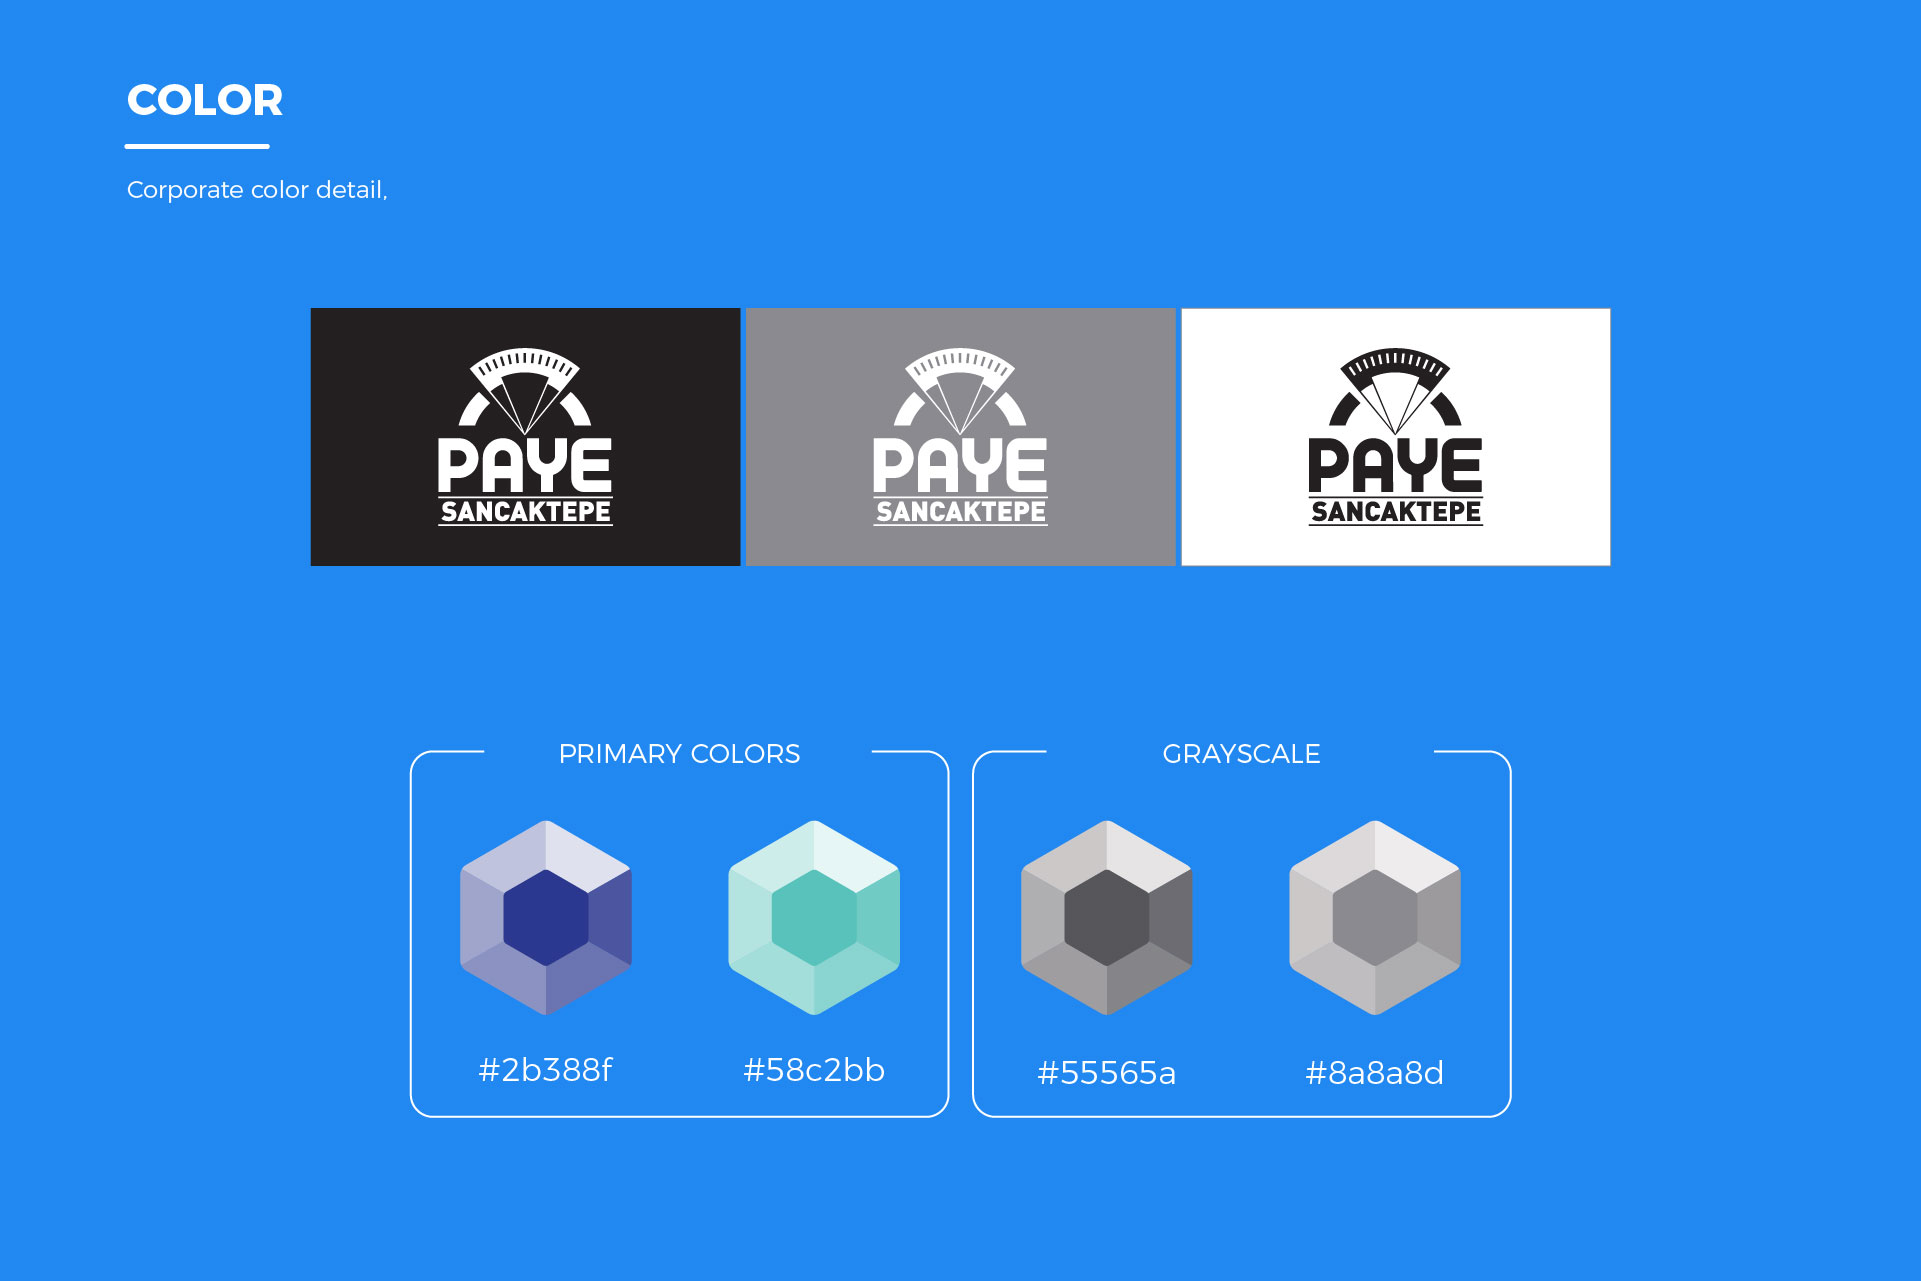 COLOR
Corporate color detail,
PAYE
SANCAKTEPE
PAYE
SANCAKTEPE
PAYE
SANCAKTEPE
PRIMARY COLORS
#2b388f
#58c2bb
GRAYSCALE
#55565a
#8a8a8d